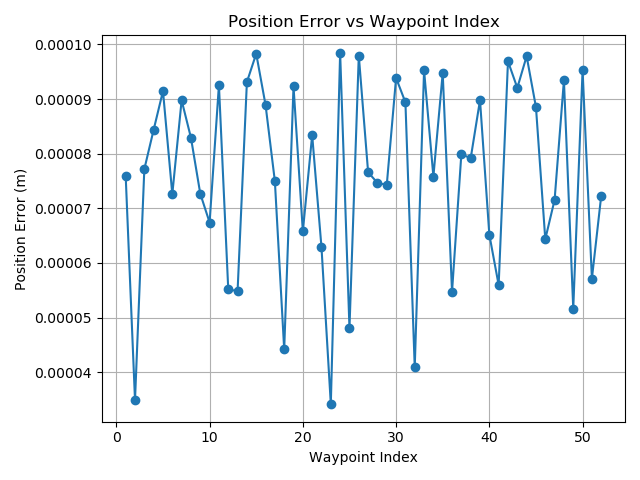 Position Error vs Waypoint Index
0.00010
0.00009
0.00008
0.00007
0.00006
0.00005
0.00004
Position Error (m)
0 10 20 30 40 50
Waypoint Index